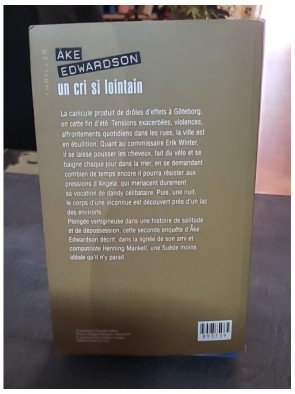 THRILLER
ÅKE
EDWARDSON
un cri si lointain
La canicule produit de drôles d'effets à Göteborg,
en cette fin d'été. Tensions exacerbées, violences,
affrontements quotidiens dans les rues, la ville est
en ébullition. Quant au commissaire Erik Winter,
il se laisse pousser les cheveux, fait du vélo et se
baigne chaque jour dans la mer, en se demandant
combien de temps encore il pourra résister aux
pressions d'Angela, qui menacent durement
sa vocation de dandy célibataire. Puis, une nuit,
le corps d'une inconnue est découvert près d'un lac
des environs.
Plongée vertigineuse dans une histoire de solitude
et de dépossession, cette seconde enquête d'Åke
Edwardson décrit, dans la lignée de son ami et
compatriote Henning Mankell, une Suède moins
idéale qu'il n'y paraît
893759